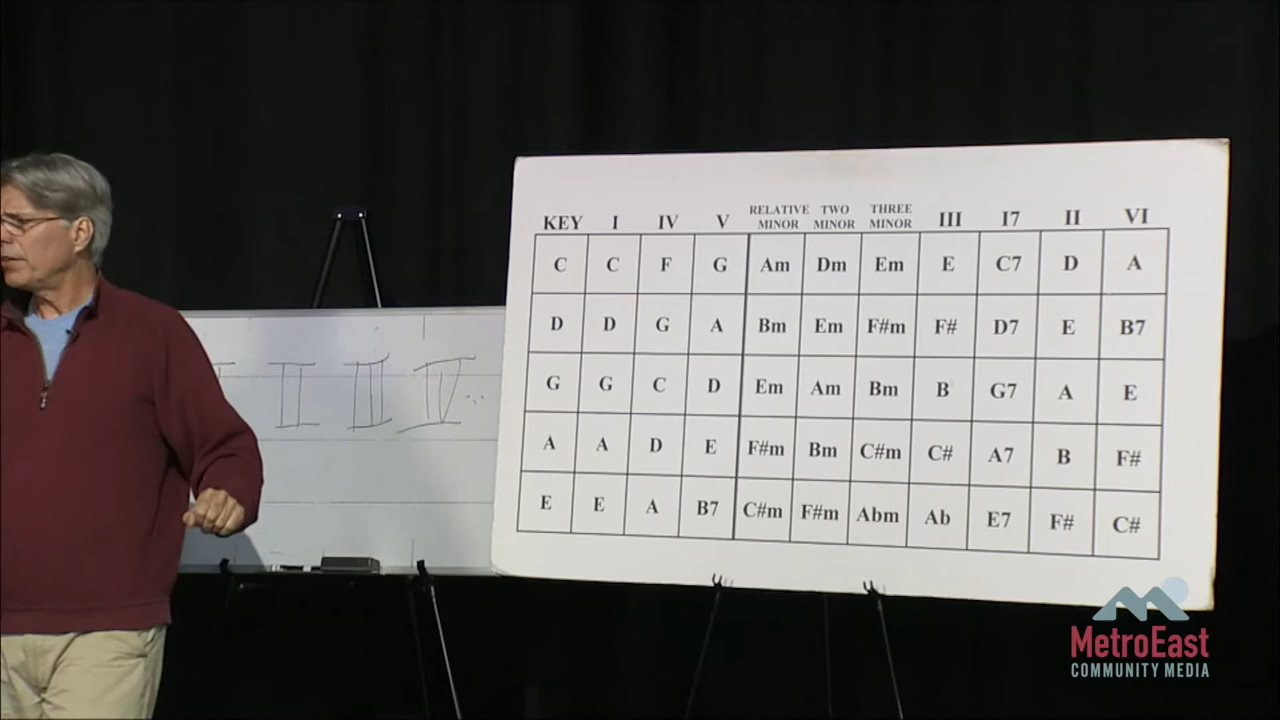 KEY I IV V RELATIVE MINOR TWO MINOR THREE MINOR III I7 II VI
C C F G Am Dm Em E C7 D A
D D G A Bm Em F#m F# D7 E B7
G G C D Em Am Bm B G7 A E
A A D E F#m Bm C#m C# A7 B F#
E E A B7 C#m F#m Abm Ab E7 F# C#
II III IV ...
MetroEast
COMMUNITY MEDIA